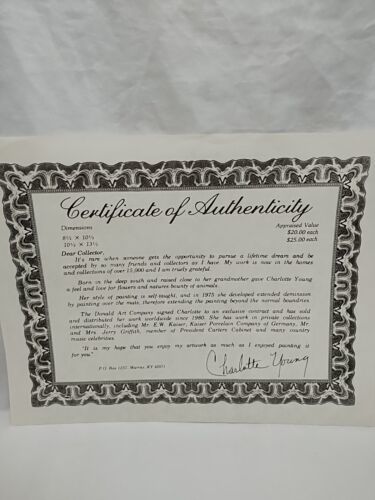 Certificate of Authenticity
Dimensions Appraised Value
8½ × 10½ $20.00 each
10½ × 13½ $25.00 each
Dear Collector,
It's rare when someone gets the opportunity to pursue a lifetime dream and be
accepted by so many friends and collectors as I have. My work is now in the homes
and collections of over 15,000 and I am truly grateful.
Born in the deep south and raised close to her grandmother gave Charlotte Young
a feel and love for flowers and natures bounty of animals.
Her style of painting is self-taught, and in 1975 she developed extended deminsion
by painting over the mats, therefore extending the painting beyond the normal boundries.
The Donald Art Company signed Charlotte to an exclusive contract and has sold
and distributed her work worldwide since 1980. She has work in private collections
internationally, including Mr. E.W. Kaiser, Kaiser Porcelain Company of Germany, Mr.
and Mrs. Jerry Griffith, member of President Carters Cabinet and many country
music celebrities.
"It is my hope that you enjoy my artwork as much as I enjoyed painting it
for you"
Charlotte Young
P.O. Box 1257, Murray, KY 42071